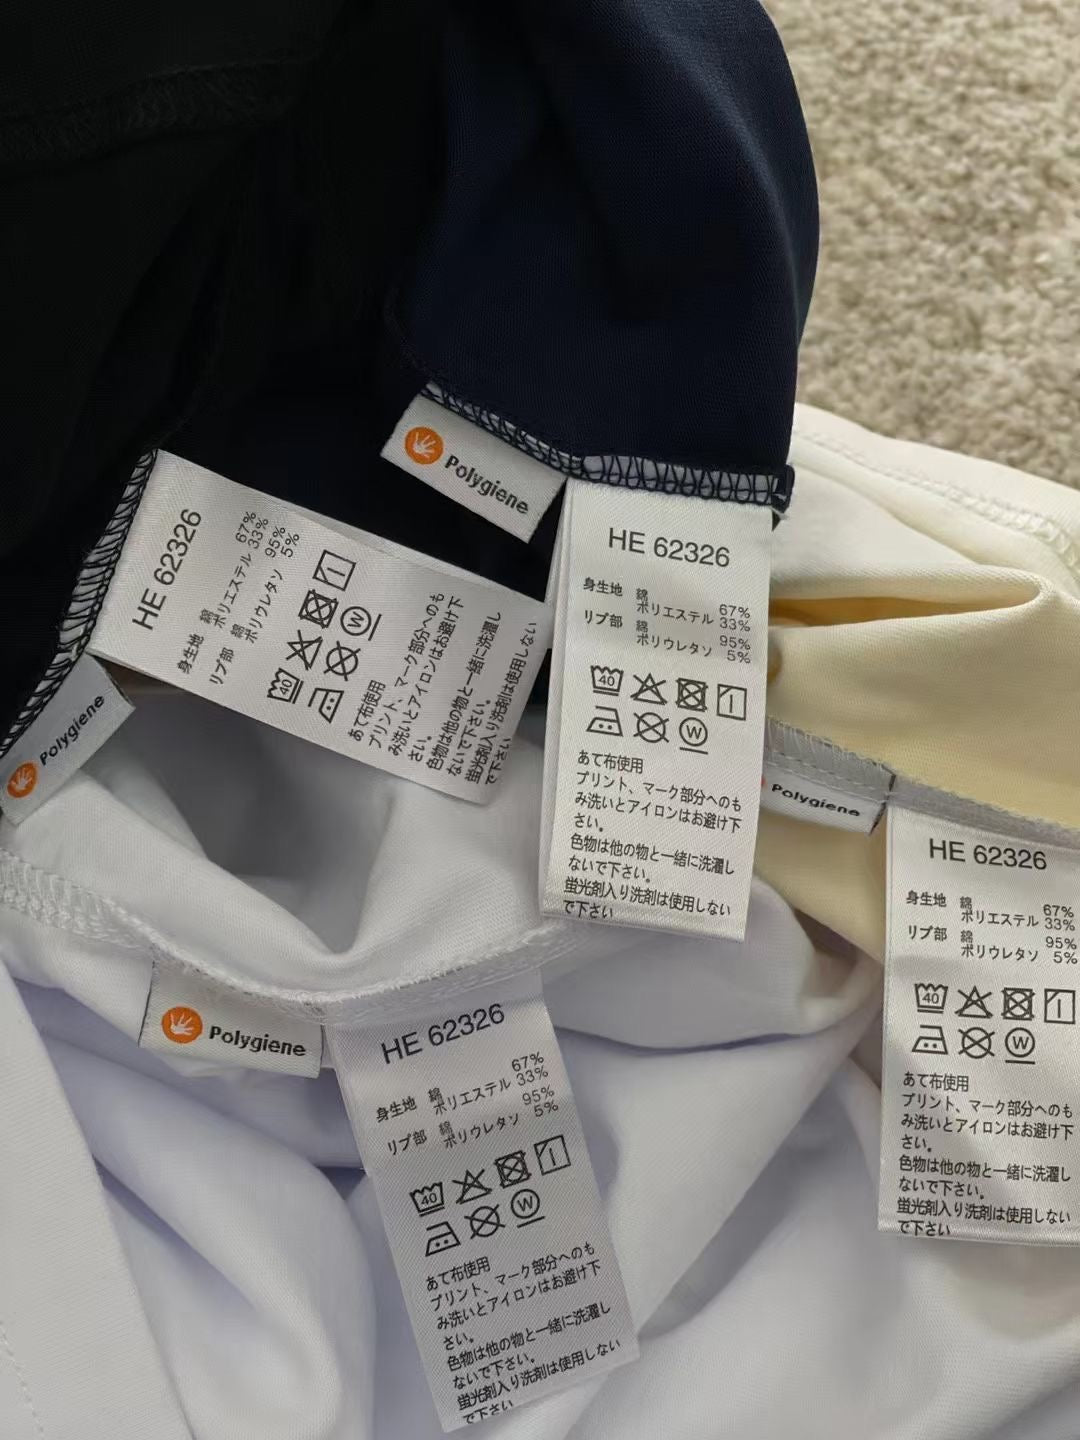 Polygiene
HE 62326
身生地 綿 67%
ポリエステル 33%
リブ部 綿 95%
ポリウレタン 5%
40
W
あて布使用
プリント、マーク部分へのも
み洗いとアイロンはお避け下
さい。
色物は他の物と一緒に洗濯し
ないで下さい。
蛍光剤入り洗剤は使用しない
で下さい
HE 62326
身生地 綿 67%
ポリエステル 33%
リブ部 綿 95%
ポリウレタン 5%
40
W
あて布使用
プリント、マーク部分へのも
み洗いとアイロンはお避け下
さい。
色物は他の物と一緒に洗濯し
ないで下さい。
蛍光剤入り洗剤は使用しない
で
Polygiene
Polygiene
HE 62326
身生地 綿 67%
ポリエステル 33%
リブ部 綿 95%
ポリウレタン 5%
40
W
あて布使用
プリント、マーク部分へのも
み洗いとアイロンはお避け下
さい。
色物は他の物と一緒に洗濯し
ないで下さい。
蛍光剤入り洗剤は使用しない
で下さい
Polygiene
HE 62326
身生地 綿 67%
ポリエステル 33%
リブ部 綿 95%
ポリウレタン 5%
40
W
あて布使用
プリント、マーク部分へのも
み洗いとアイロンはお避け下
さい。
色物は他の物と一緒に洗濯し
ないで下さい。
蛍光剤入り洗剤は使用しない
で下さい